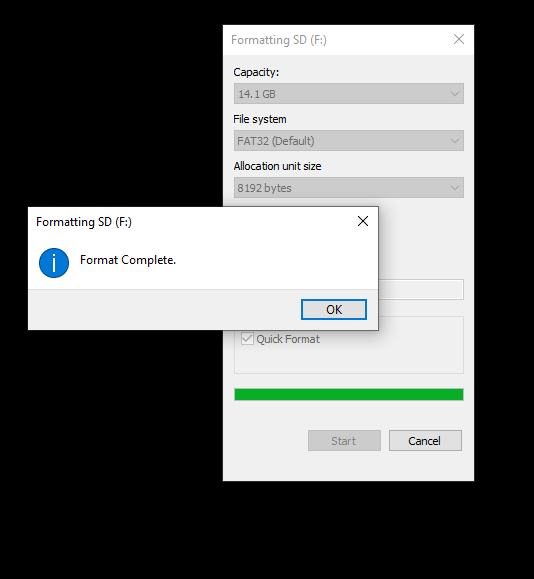 Formatting SD (F:)
Capacity:
14.1 GB
File system
FAT32 (Default)
Allocation unit size
8192 bytes
Formatting SD (F:)
Format Complete.
OK
Quick Format
Start
Cancel